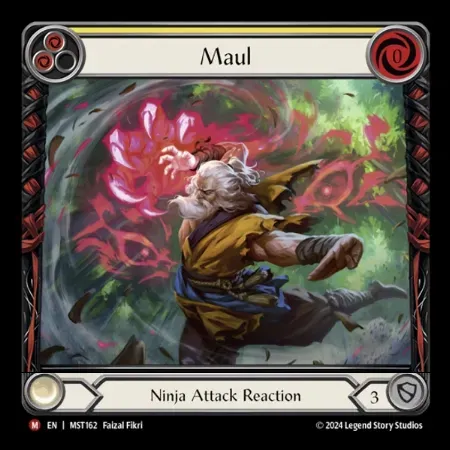 Maul
0
Ninja Attack Reaction
3
M EN | MST162 Faizal Fikri
© 2024 Legend Story Studios